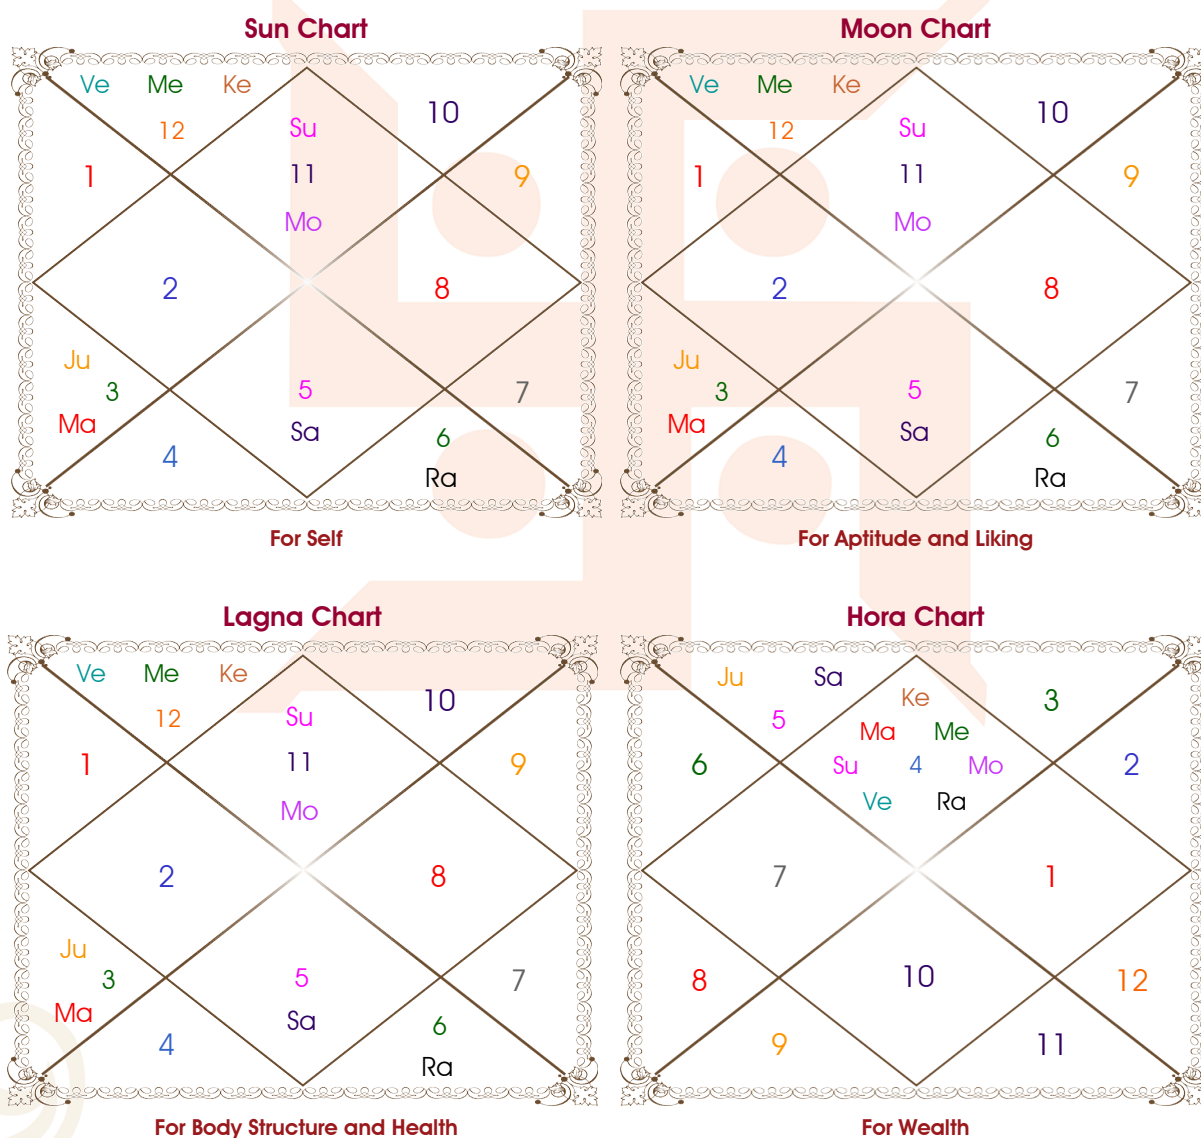 Sun Chart
Ve Me Ke
12
Su
10
1
11
9
Mo
2
8
Ju
3
5
7
Ma
Sa
6
4
Ra
For Self
Moon Chart
Ve Me Ke
12
Su
10
1
11
9
Mo
2
8
Ju
3
5
7
Ma
Sa
6
4
Ra
For Aptitude and Liking
Lagna Chart
Ve Me Ke
12
Su
10
1
11
9
Mo
2
8
Ju
3
5
7
Ma
Sa
6
4
Ra
For Body Structure and Health
Hora Chart
Ju Sa
Ke
3
5
Ma Me
6
Su 4 Mo
2
Ve Ra
7
1
8
10
12
9
11
For Wealth